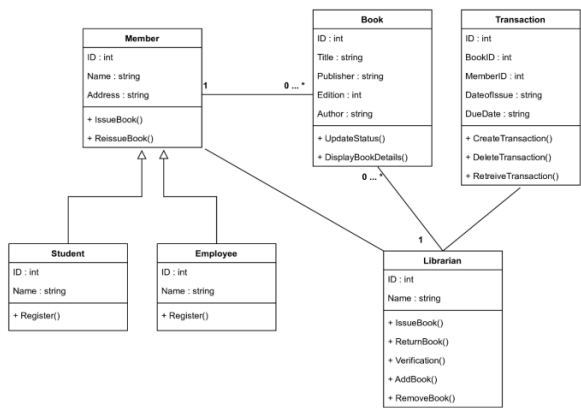 Member
ID : int
Name : string
Address : string
+ IssueBook()
+ ReissueBook()
1
0 ... *
Book
ID : int
Title : string
Publisher : string
Edition : int
Author : string
+ UpdateStatus()
+ DisplayBookDetails()
Transaction
ID : int
BookID : int
MemberID : int
DateofIssue : string
DueDate : string
+ CreateTransaction()
+ DeleteTransaction()
+ RetreiveTransaction()
0 ... *
1
Student
ID : int
Name : string
+ Register()
Employee
ID : int
Name : string
+ Register()
Librarian
ID : int
Name : string
+ IssueBook()
+ ReturnBook()
+ Verification()
+ AddBook()
+ RemoveBook()